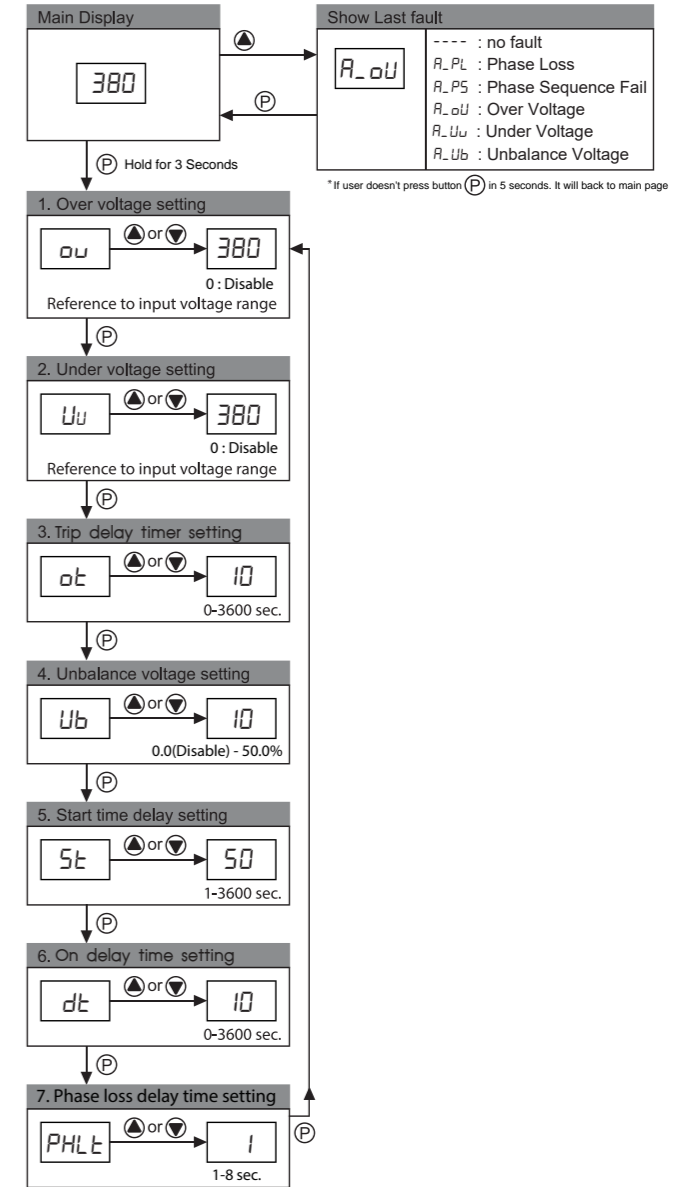 Main Display
380
Show Last fault
A_oU
---- : no fault
A_PL : Phase Loss
A_PS : Phase Sequence Fail
A_oU : Over Voltage
A_Uu : Under Voltage
A_Ub : Unbalance Voltage
P
P Hold for 3 Seconds
*If user doesn't press button P in 5 seconds. It will back to main page
1. Over voltage setting
ou or 380
0 : Disable
Reference to input voltage range
P
2. Under voltage setting
Uu or 380
0 : Disable
Reference to input voltage range
P
3. Trip delay timer setting
ot or 10
0-3600 sec.
P
4. Unbalance voltage setting
Ub or 10
0.0(Disable) - 50.0%
P
5. Start time delay setting
St or 50
1-3600 sec.
P
6. On delay time setting
dt or 10
0-3600 sec.
P
7. Phase loss delay time setting
PHLt or 1
1-8 sec.
P